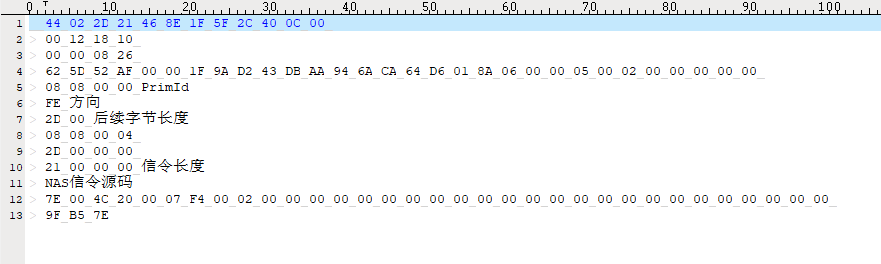 0 10 20 30 40 50 60 70 80 90 100
1 44 02 2D 21 46 8E 1F 5F 2C 40 0C 00
2 00 12 18 10
3 00 00 08 26
4 62 5D 52 AF 00 00 1F 9A D2 43 DB AA 94 6A CA 64 D6 01 8A 06 00 00 05 00 02 00 00 00 00 00
5 08 08 00 00 PrimId
6 FE 方向
7 2D 00 后续字节长度
8 08 08 00 04
9 2D 00 00 00
10 21 00 00 00 信令长度
11 NAS信令源码
12 7E 00 4C 20 00 07 F4 00 02 00 00 00 00 00 00 00 00 00 00 00 00 00 00 00 00 00 00 00 00 00 00 00 00
13 9F B5 7E